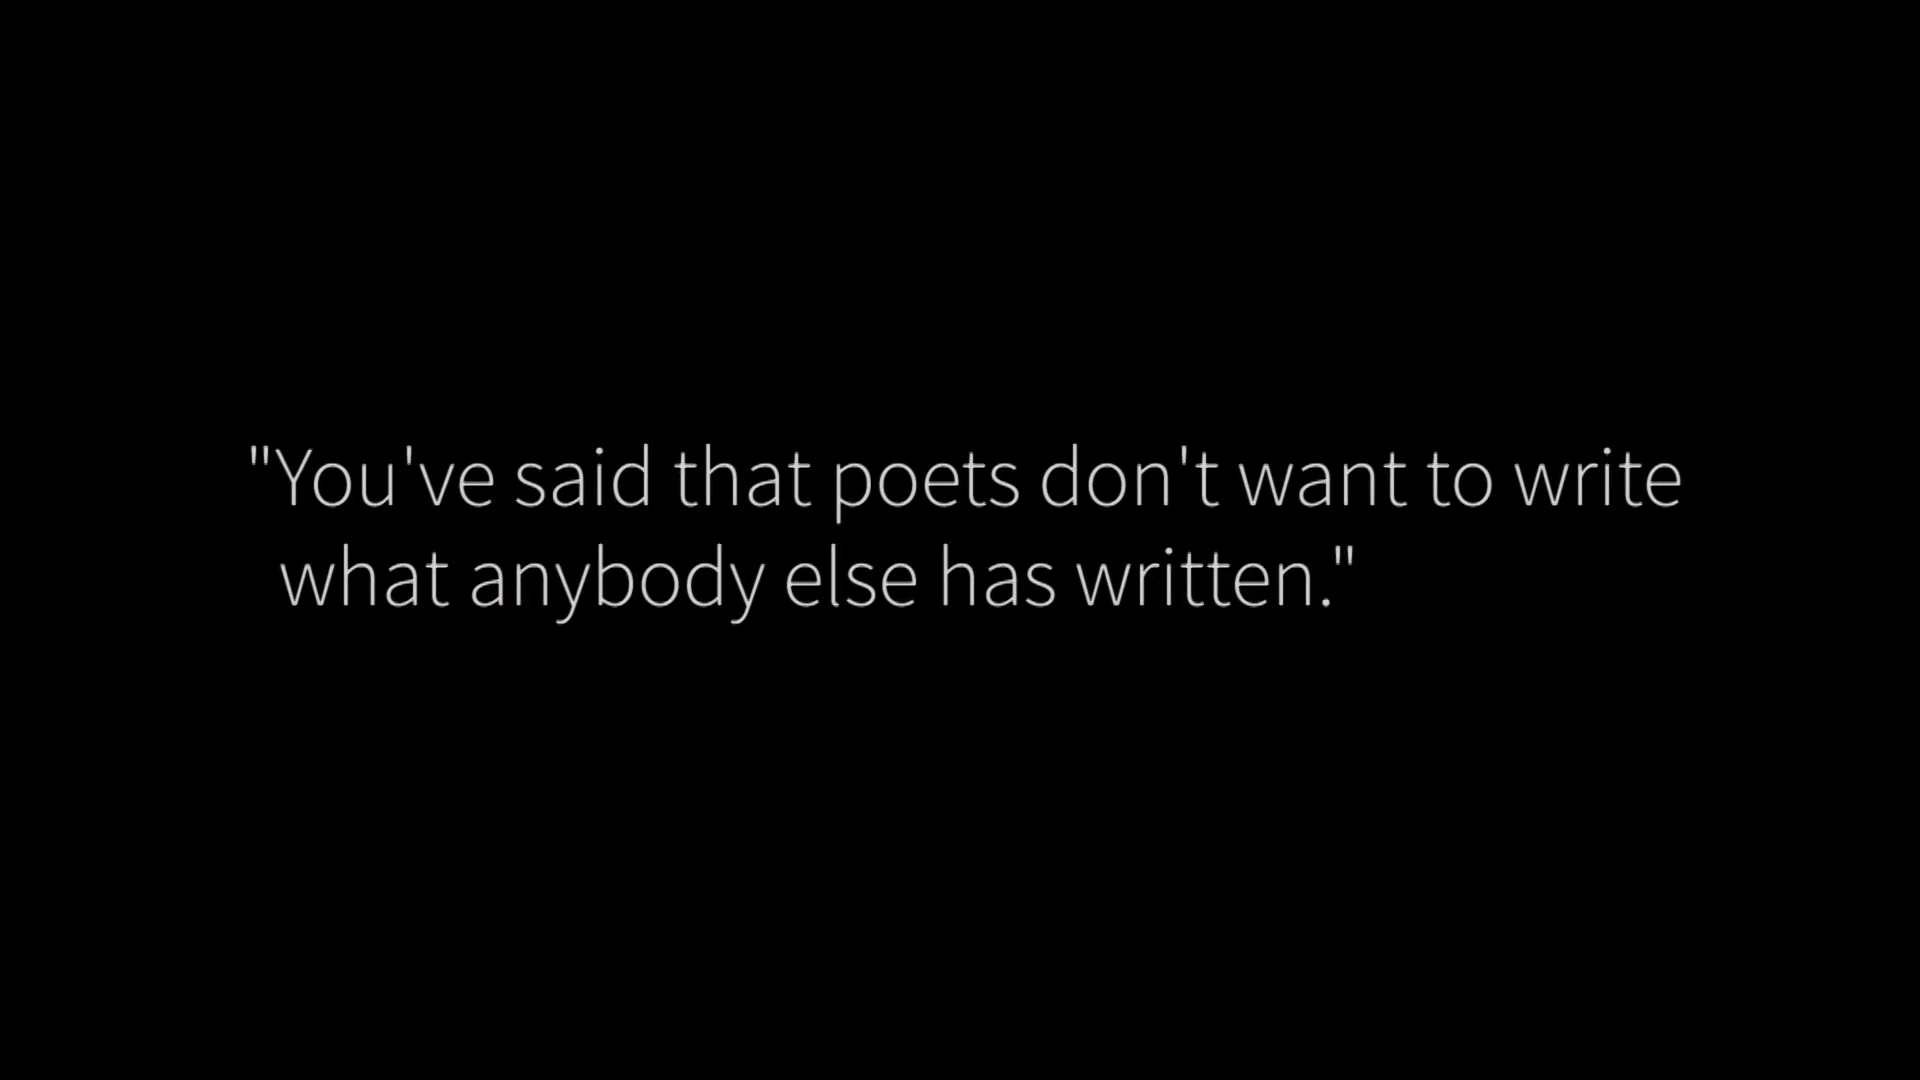 "You've said that poets don't want to write
what anybody else has written."